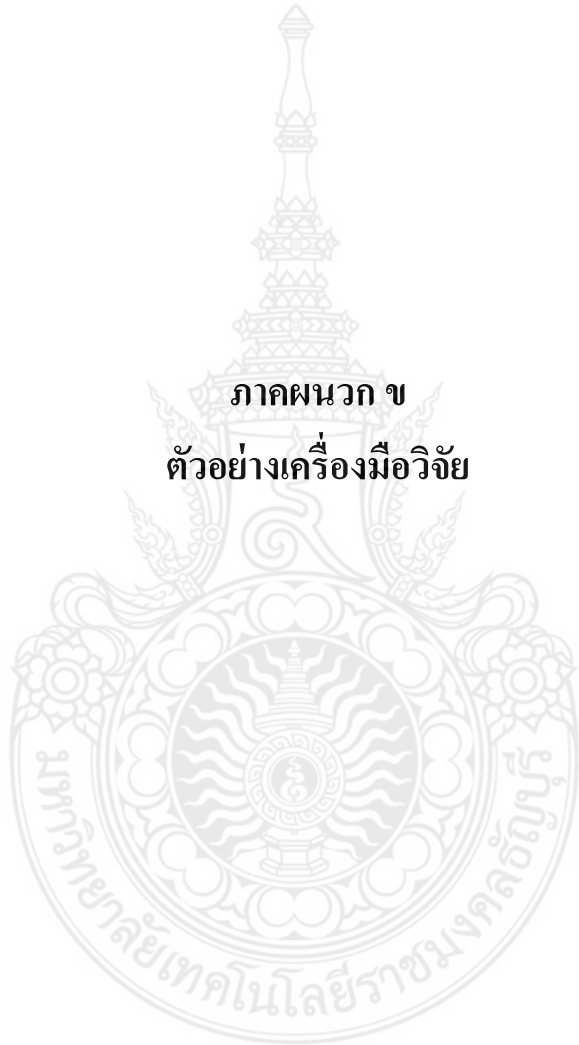 ภาคผนวก ข
ตัวอย่างเครื่องมือวิจัย
มหาวิทยาลัยเทคโนโลยีราชมงคลธัญบุรี